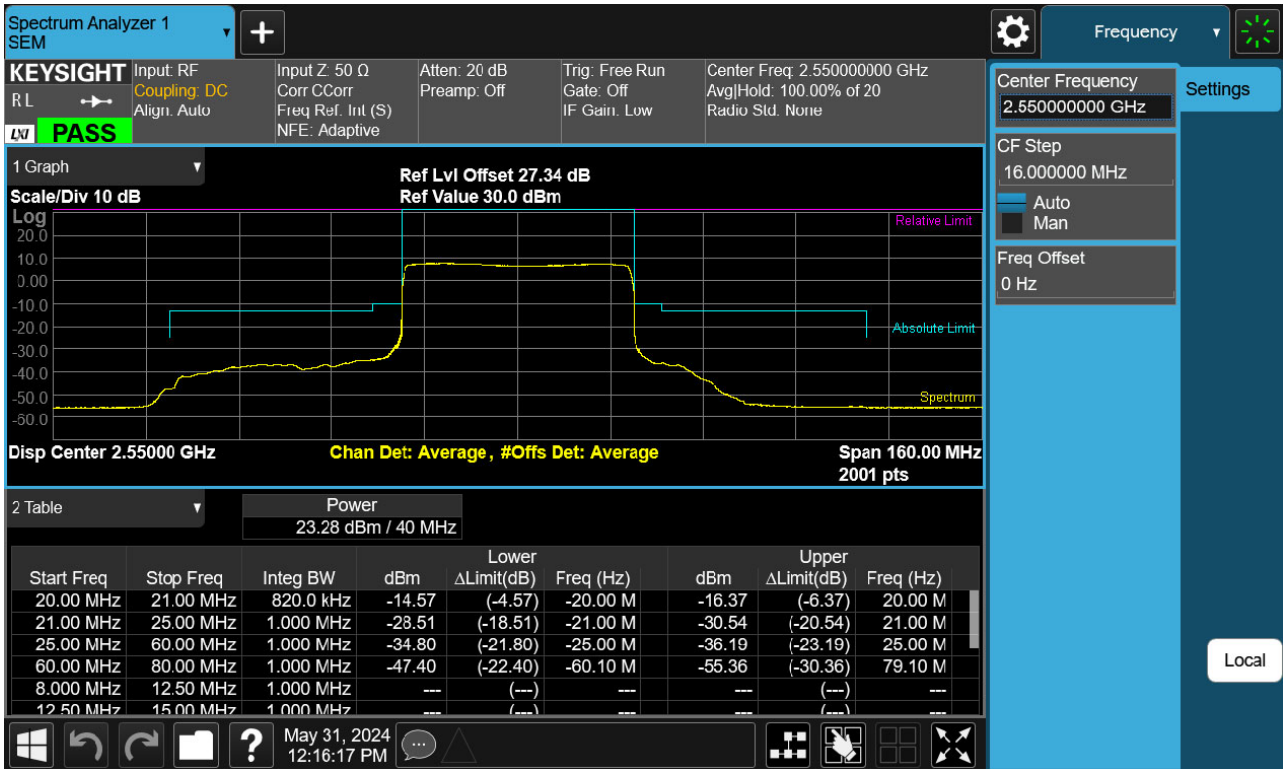 Spectrum Analyzer 1
SEM
+
Frequency
KEYSIGHT
R L
LXI
PASS
Input: RF
Coupling: DC
Align: Auto
Input Z: 50 Ω
Corr CCorr
Freq Ref: Int (S)
NFE: Adaptive
Atten: 20 dB
Preamp: Off
Trig: Free Run
Gate: Off
IF Gain: Low
Center Freq: 2.550000000 GHz
Avg|Hold: 100.00% of 20
Radio Std: None
Center Frequency
2.550000000 GHz
Settings
CF Step
16.000000 MHz
Auto
Man
Freq Offset
0 Hz
Local
1 Graph
Scale/Div 10 dB
Ref Lvl Offset 27.34 dB
Ref Value 30.0 dBm
Log
20.0
10.0
0.00
-10.0
-20.0
-30.0
-40.0
-50.0
-60.0
Relative Limit
Absolute Limit
Spectrum
Disp Center 2.55000 GHz
Chan Det: Average, #Offs Det: Average
Span 160.00 MHz
2001 pts
2 Table
Power
23.28 dBm / 40 MHz
Lower Upper
Start Freq Stop Freq Integ BW dBm ΔLimit(dB) Freq (Hz) dBm ΔLimit(dB) Freq (Hz)
20.00 MHz 21.00 MHz 820.0 kHz -14.57 (-4.57) -20.00 M -16.37 (-6.37) 20.00 M
21.00 MHz 25.00 MHz 1.000 MHz -28.51 (-18.51) -21.00 M -30.54 (-20.54) 21.00 M
25.00 MHz 60.00 MHz 1.000 MHz -34.80 (-21.80) -25.00 M -36.19 (-23.19) 25.00 M
60.00 MHz 80.00 MHz 1.000 MHz -47.40 (-22.40) -60.10 M -55.36 (-30.36) 79.10 M
8.000 MHz 12.50 MHz 1.000 MHz --- (---) --- --- (---) ---
12.50 MHz 15.00 MHz 1.000 MHz --- (---) --- --- (---) ---
?
May 31, 2024
12:16:17 PM